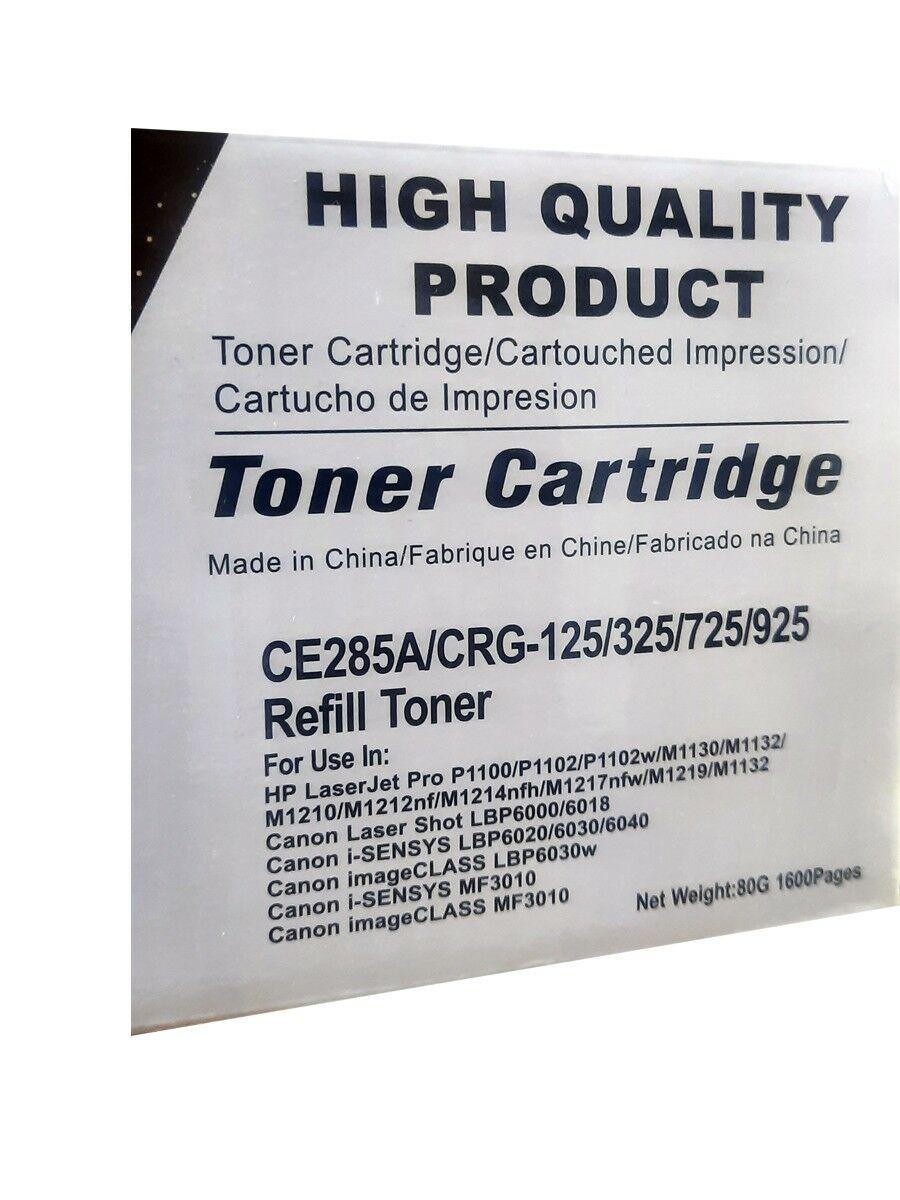 HIGH QUALITY
PRODUCT
Toner Cartridge/Cartouched Impression/
Cartucho de Impresion
Toner Cartridge
Made in China/Fabrique en Chine/Fabricado na China
CE285A/CRG-125/325/725/925
Refill Toner
For Use In:
HP LaserJet Pro P1100/P1102/P1102w/M1130/M1132/
M1210/M1212nf/M1214nfh/M1217nfw/M1219/M1132
Canon Laser Shot LBP6000/6018
Canon i-SENSYS LBP6020/6030/6040
Canon imageCLASS LBP6030w
Canon i-SENSYS MF3010
Canon imageCLASS MF3010
Net Weight:80G 1600Pages